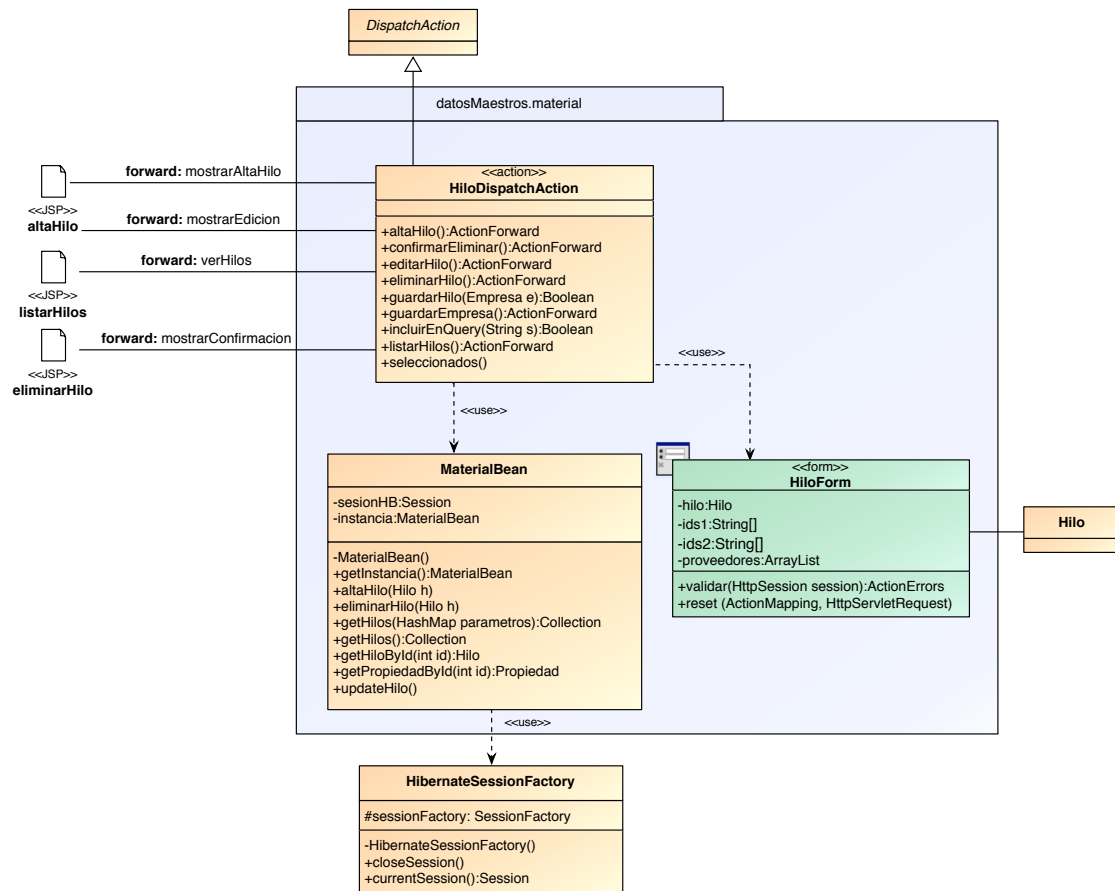 DispatchAction
datosMaestros.material
forward: mostrarAltaHilo
<<JSP>>
altaHilo
forward: mostrarEdicion
forward: verHilos
<<JSP>>
listarHilos
forward: mostrarConfirmacion
<<JSP>>
eliminarHilo
<<action>>
HiloDispatchAction
+altaHilo():ActionForward
+confirmarEliminar():ActionForward
+editarHilo():ActionForward
+eliminarHilo():ActionForward
+guardarHilo(Empresa e):Boolean
+guardarEmpresa():ActionForward
+incluirEnQuery(String s):Boolean
+listarHilos():ActionForward
+seleccionados()
<<use>>
<<use>>
MaterialBean
-sesionHB:Session
-instancia:MaterialBean
-MaterialBean()
+getInstancia():MaterialBean
+altaHilo(Hilo h)
+eliminarHilo(Hilo h)
+getHilos(HashMap parametros):Collection
+getHilos():Collection
+getHiloById(int id):Hilo
+getPropiedadById(int id):Propiedad
+updateHilo()
<<form>>
HiloForm
-hilo:Hilo
-ids1:String[]
-ids2:String[]
-proveedores:ArrayList
+validar(HttpSession session):ActionErrors
+reset (ActionMapping, HttpServletRequest)
Hilo
<<use>>
HibernateSessionFactory
#sessionFactory: SessionFactory
-HibernateSessionFactory()
+closeSession()
+currentSession():Session